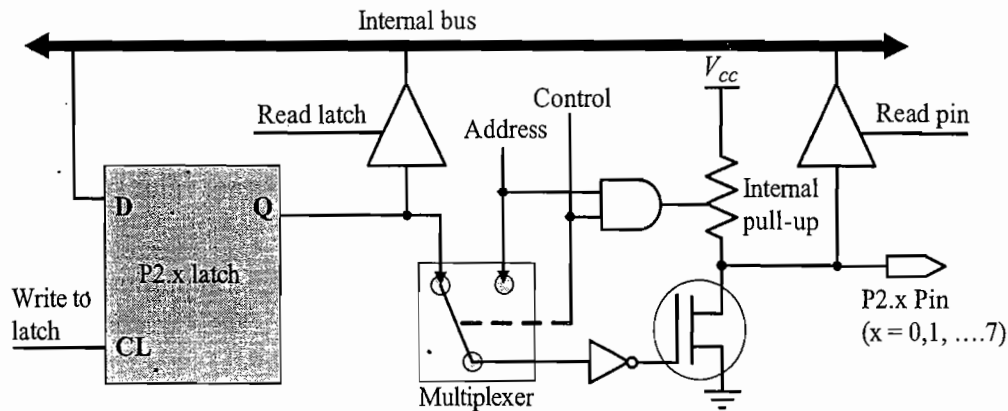 Internal bus
V_cc
Control
Read latch
Address
Read pin
D
Q
Internal
pull-up
P2.x latch
Write to
latch
CL
P2.x Pin
(x = 0,1, ....7)
Multiplexer